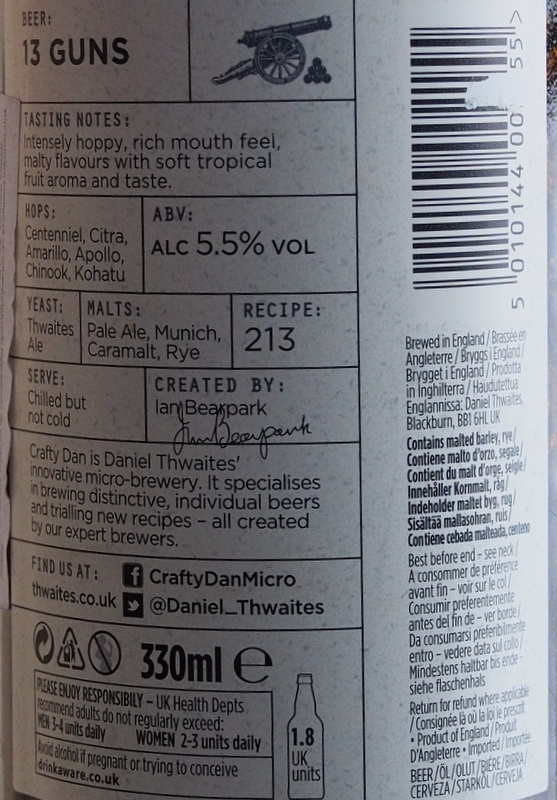 BEER:
13 GUNS
TASTING NOTES:
Intensely hoppy, rich mouth feel,
malty flavours with soft tropical
fruit aroma and taste.
HOPS:
Centenniel, Citra,
Amarillo, Apollo,
Chinook, Kohatu
ABV:
ALC 5.5% VOL
YEAST:
Thwaites
Ale
MALTS:
Pale Ale, Munich,
Caramalt, Rye
RECIPE:
213
SERVE:
Chilled but
not cold
CREATED BY:
Ian Bearpark
Ian Bearpark
Crafty Dan is Daniel Thwaites'
innovative micro-brewery. It specialises
in brewing distinctive, individual beers
and trialling new recipes – all created
by our expert brewers.
FIND US AT:
thwaites.co.uk
CraftyDanMicro
@Daniel_Thwaites
330ml e
PLEASE ENJOY RESPONSIBILY – UK Health Depts
recommend adults do not regularly exceed:
MEN 3-4 units daily WOMEN 2-3 units daily
Avoid alcohol if pregnant or trying to conceive
drinkaware.co.uk
1.8
UK
units
5 010144 00 55 >
Brewed in England / Brassée en
Angleterre / Bryggs i England /
Brygget i England / Prodotta
in Inghilterra / Haudutettua
Englannissa: Daniel Thwaites,
Blackburn, BB1 6HL UK
Contains malted barley, rye /
Contiene malto d'orzo, segale /
Contient du malt d'orge, seigle /
Innehåller Kornmalt, råg /
Indeholder maltet byg, rug /
Sisältää mallasohran, ruis /
Contiene cebada malteada, centeno
Best before end – see neck /
A consommer de préférence
avant fin – voir sur le col /
Consumir preferentemente
antes del fin de – ver borde /
Da consumarsi preferibilmente
entro – vedere data sul collo /
Mindestens haltbar bis ende –
siehe flaschenhals
Return for refund where applicable
/ Consignée là où la loi le prescrit
• Product of England / Produit
D'Angleterre • Imported / Importée
BEER / ÖL / OLUT / BIÈRE / BIRRA /
CERVEZA / STARKÖL / CERVEJA